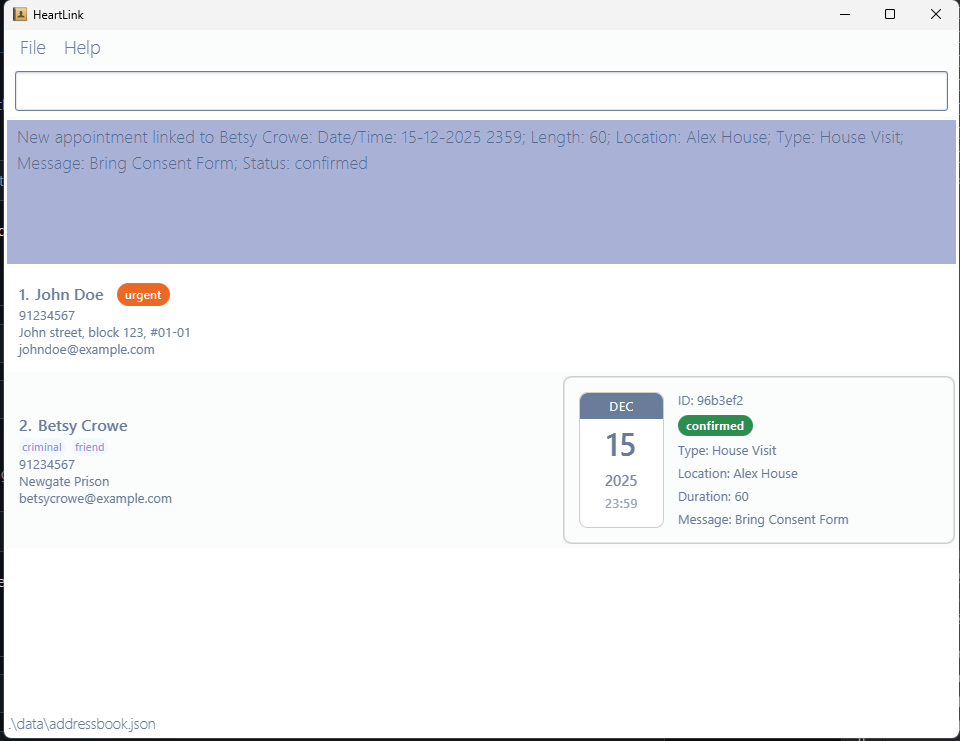 HeartLink
File Help
New appointment linked to Betsy Crowe: Date/Time: 15-12-2025 2359; Length: 60; Location: Alex House; Type: House Visit;
Message: Bring Consent Form; Status: confirmed
1. John Doe urgent
91234567
John street, block 123, #01-01
johndoe@example.com
2. Betsy Crowe
criminal friend
91234567
Newgate Prison
betsycrowe@example.com
DEC
15
2025
23:59
ID: 96b3ef2
confirmed
Type: House Visit
Location: Alex House
Duration: 60
Message: Bring Consent Form
.\data\addressbook.json